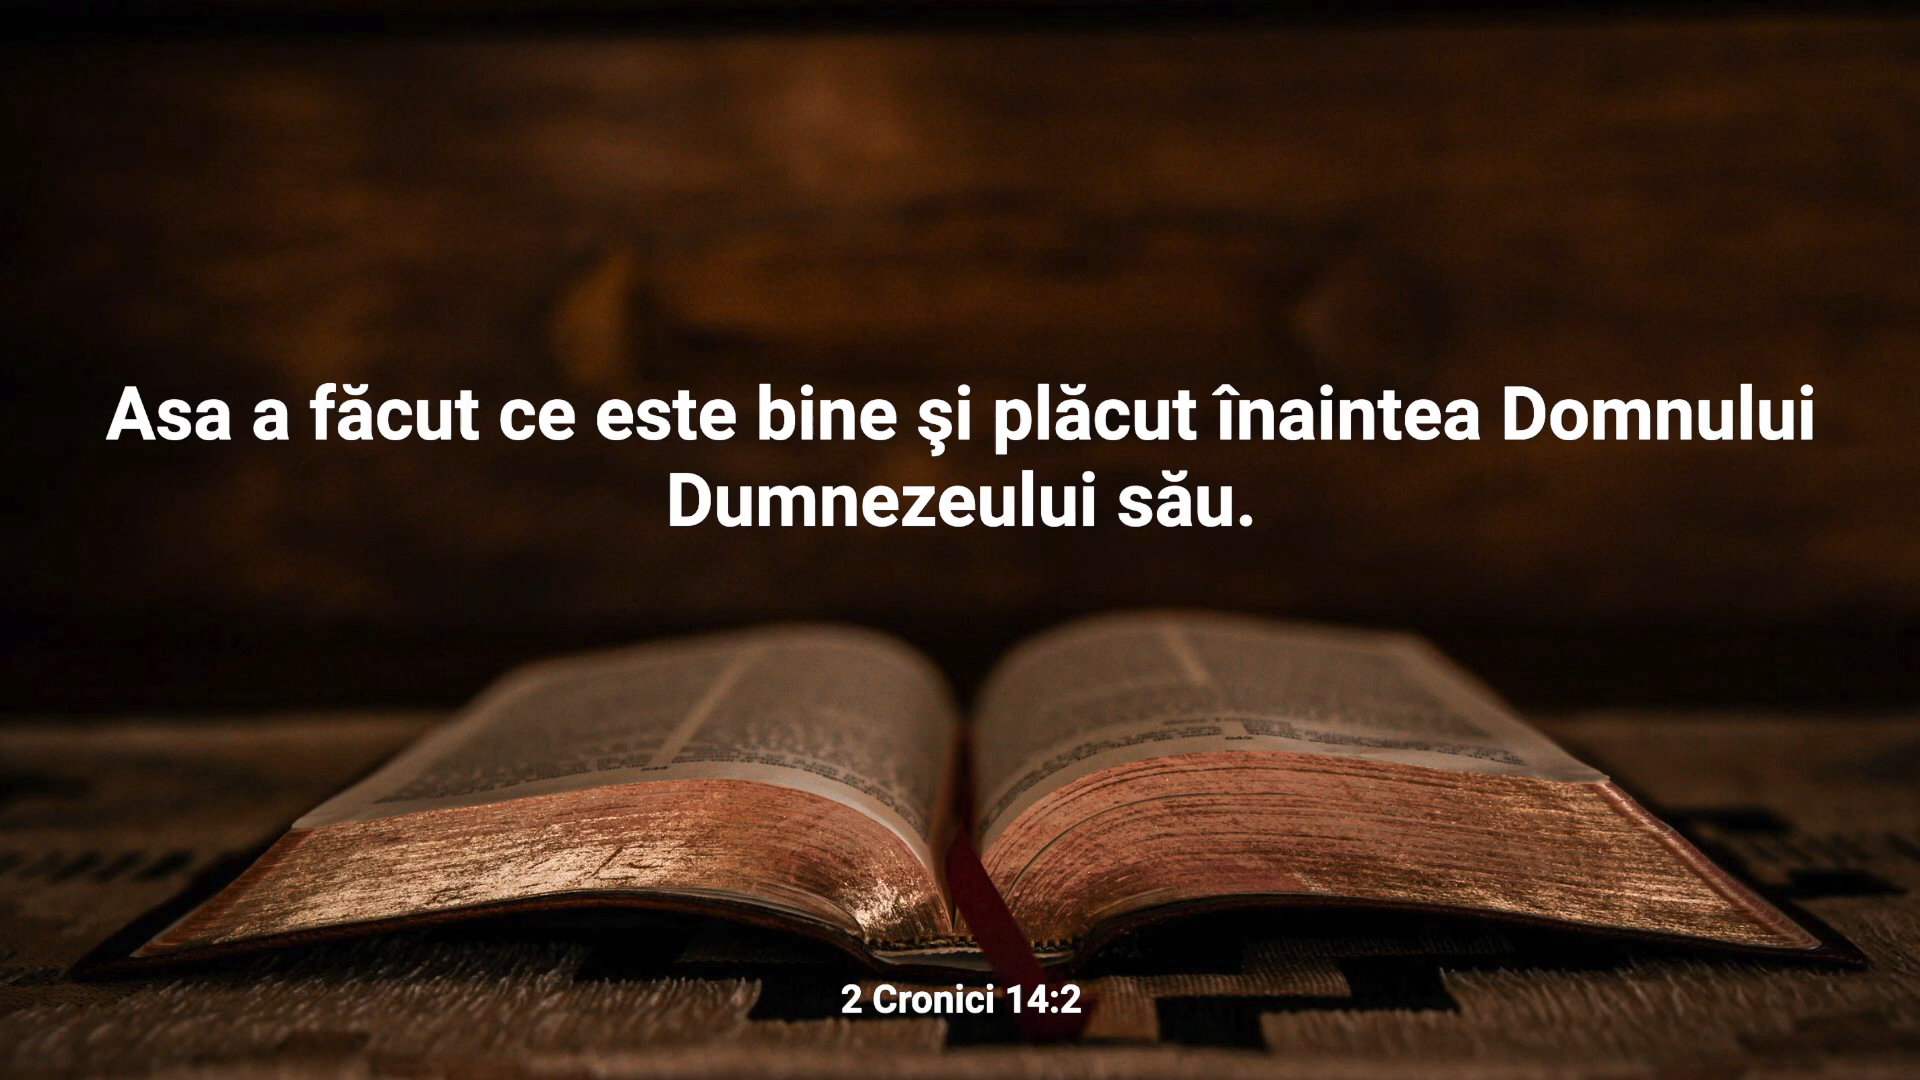 Asa a făcut ce este bine şi plăcut înaintea Domnului
Dumnezeului său.
2 Cronici 14:2